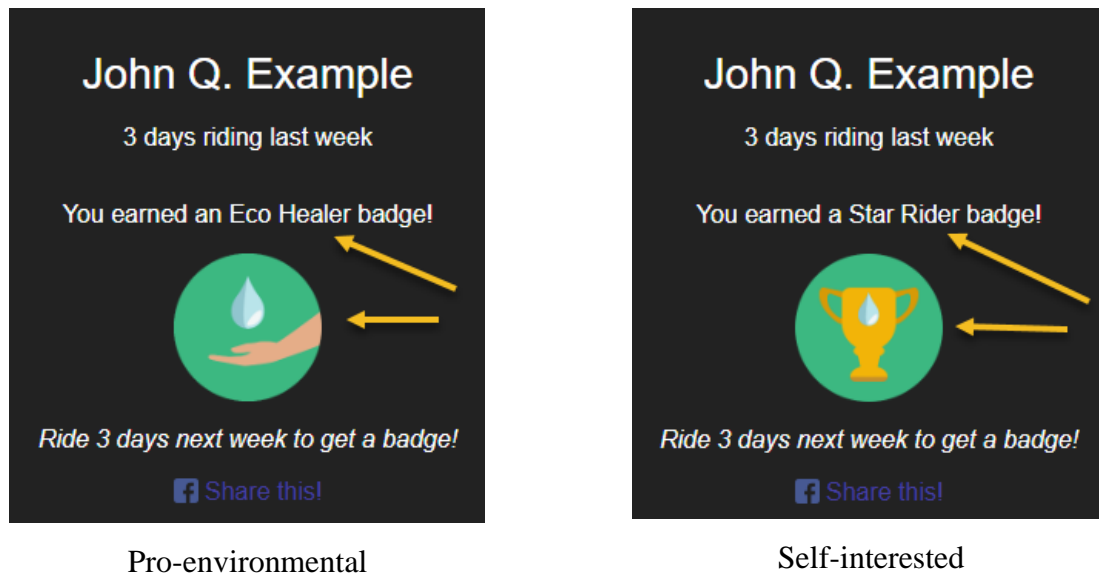 John Q. Example
3 days riding last week
You earned an Eco Healer badge!
Ride 3 days next week to get a badge!
Share this!
Pro-environmental
John Q. Example
3 days riding last week
You earned a Star Rider badge!
Ride 3 days next week to get a badge!
Share this!
Self-interested